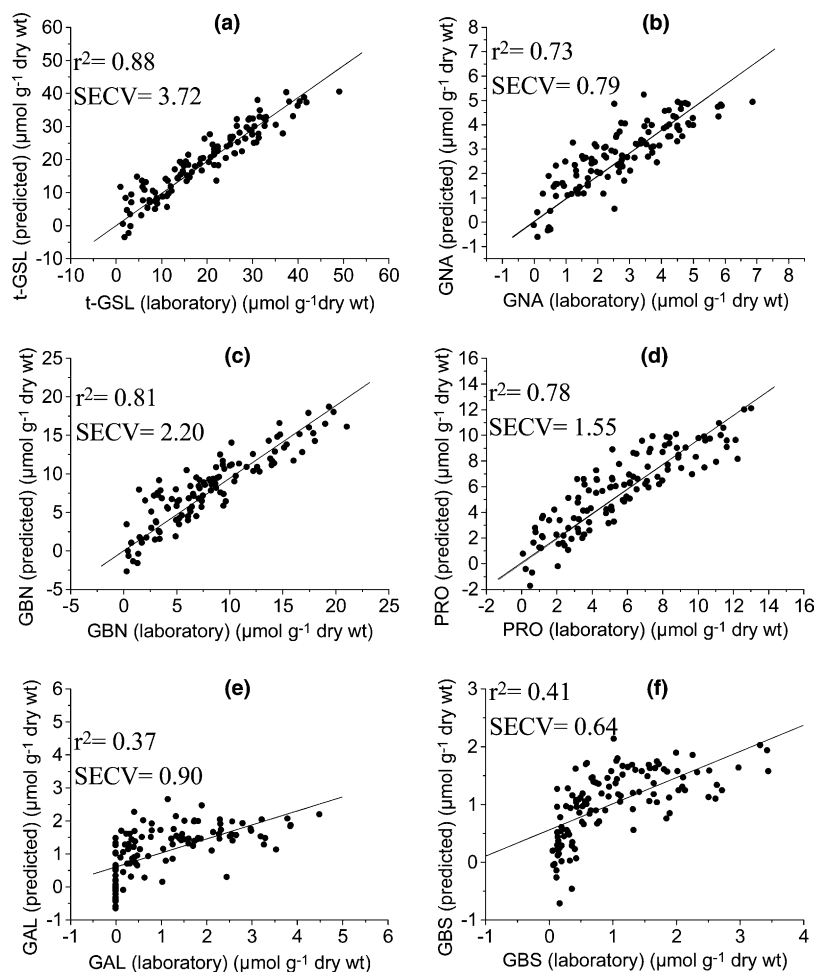 (a)
r²= 0.88
SECV= 3.72
60
50
40
30
20
10
0
-10
-10 0 10 20 30 40 50 60
t-GSL (predicted) (µmol g⁻¹ dry wt)
t-GSL (laboratory) (µmol g⁻¹dry wt)
(b)
r²= 0.73
SECV= 0.79
8
7
6
5
4
3
2
1
0
-1
-1 0 1 2 3 4 5 6 7 8
GNA (predicted) (µmol g⁻¹ dry wt)
GNA (laboratory) (µmol g⁻¹ dry wt)
(c)
r²= 0.81
SECV= 2.20
25
20
15
10
5
0
-5
-5 0 5 10 15 20 25
GBN (predicted) (µmol g⁻¹ dry wt)
GBN (laboratory) (µmol g⁻¹ dry wt)
(d)
r²= 0.78
SECV= 1.55
16
14
12
10
8
6
4
2
0
-2
-2 0 2 4 6 8 10 12 14 16
PRO (predicted) (µmol g⁻¹ dry wt)
PRO (laboratory) (µmol g⁻¹ dry wt)
(e)
r²= 0.37
SECV= 0.90
6
5
4
3
2
1
0
-1
-1 0 1 2 3 4 5 6
GAL (predicted) (µmol g⁻¹ dry wt)
GAL (laboratory) (µmol g⁻¹ dry wt)
(f)
r²= 0.41
SECV= 0.64
3
2
1
0
-1
-1 0 1 2 3 4
GBS (predicted) (µmol g⁻¹ dry wt)
GBS (laboratory) (µmol g⁻¹ dry wt)